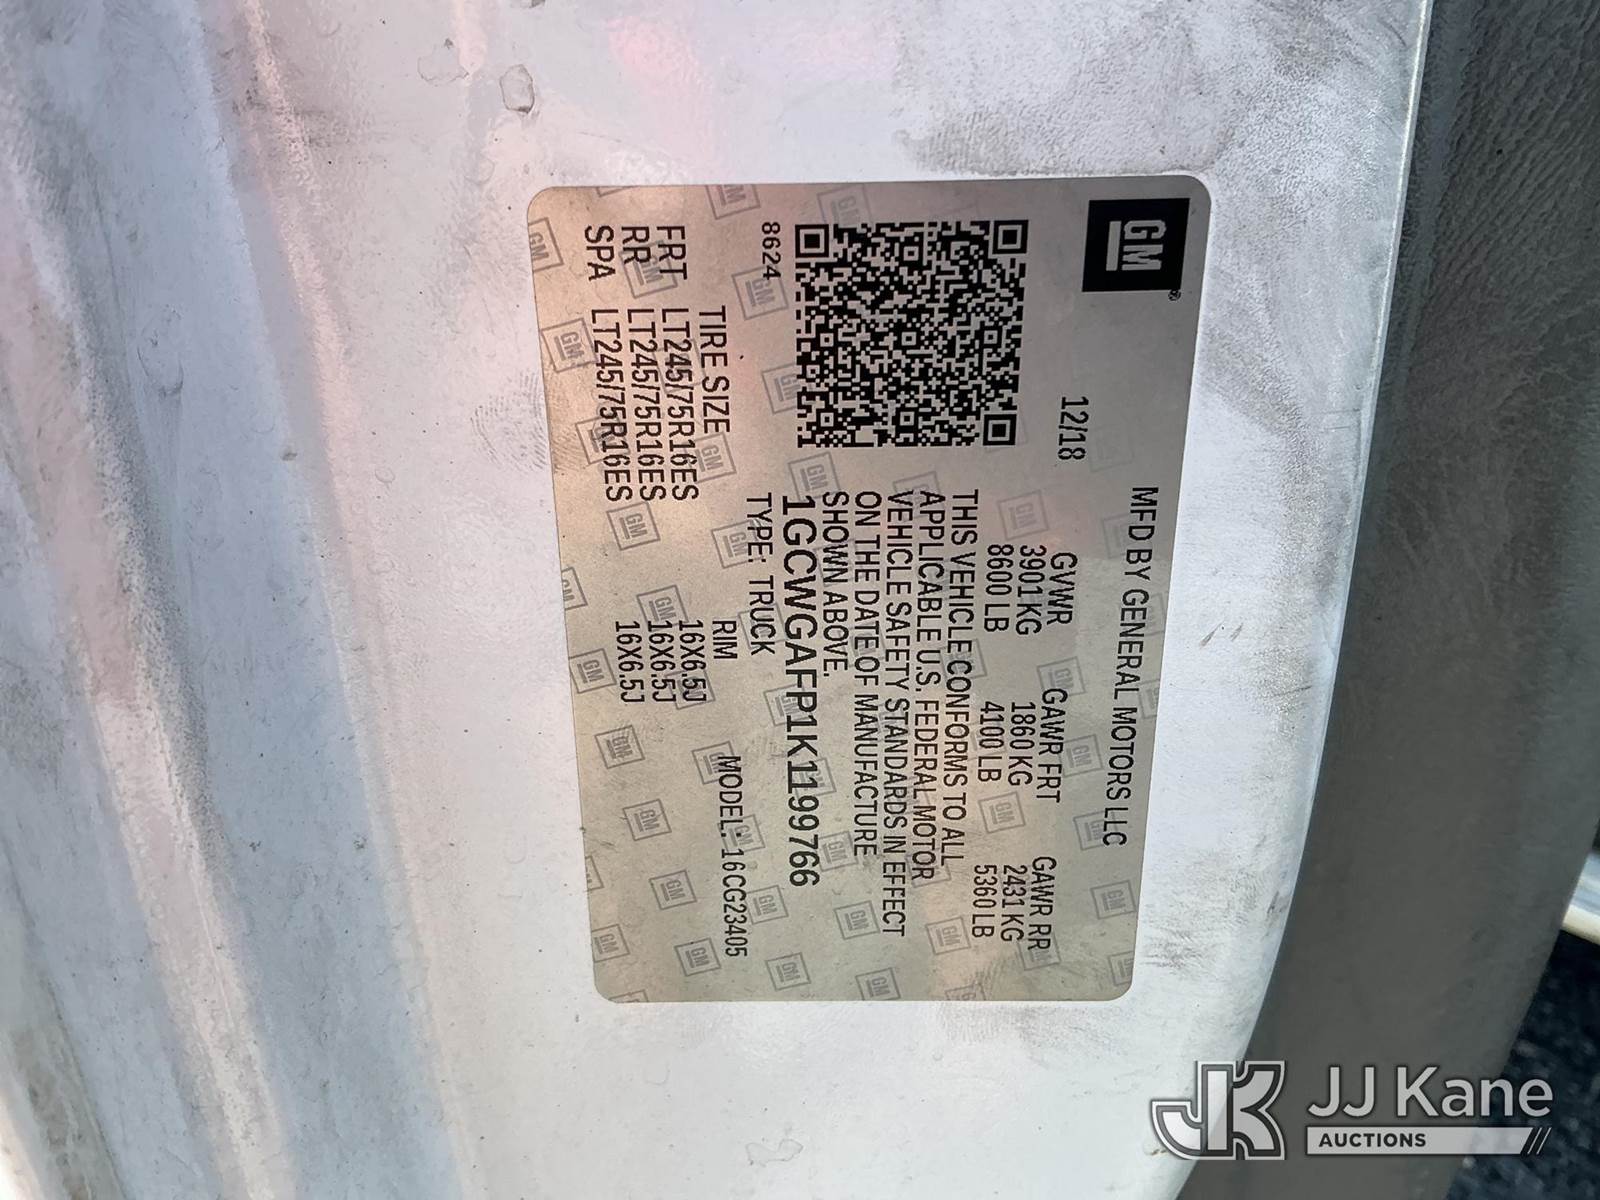 GM®
MFD BY GENERAL MOTORS LLC
12/18
GVWR GAWR FRT GAWR RR
3901 KG 1860 KG 2431 KG
8600 LB 4100 LB 5360 LB
THIS VEHICLE CONFORMS TO ALL
APPLICABLE U.S. FEDERAL MOTOR
VEHICLE SAFETY STANDARDS IN EFFECT
ON THE DATE OF MANUFACTURE
SHOWN ABOVE.
1GCWGAFP1K1199766
8624
TYPE: TRUCK
MODEL: 16CG23405
TIRE SIZE RIM
FRT LT245/75R16ES 16X6.5J
RR LT245/75R16ES 16X6.5J
SPA LT245/75R16ES 16X6.5J
JK JJ Kane
AUCTIONS